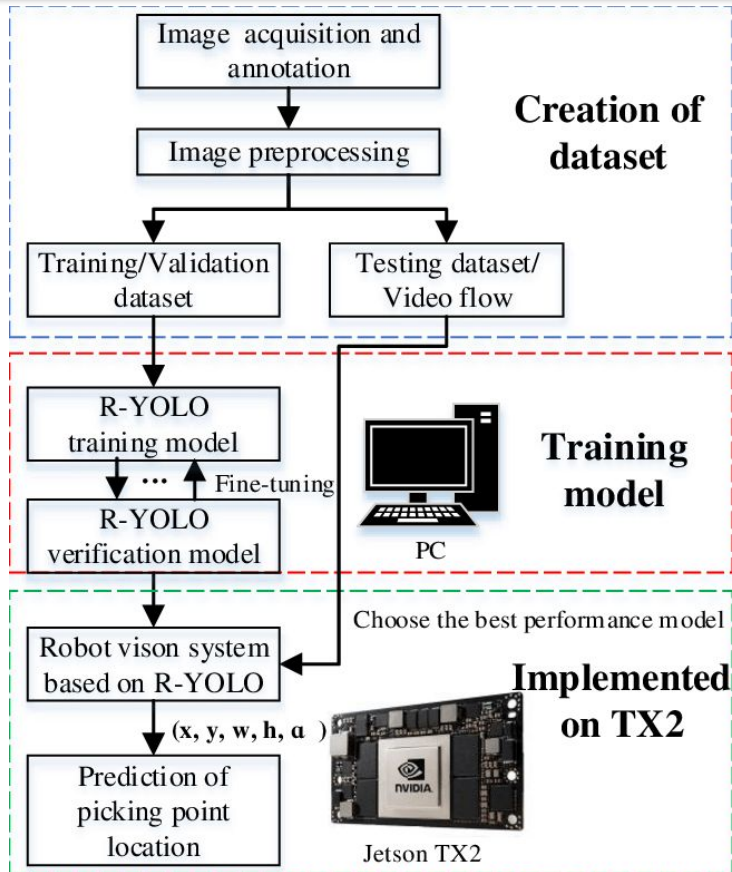 Image acquisition and
annotation
Creation of
dataset
Image preprocessing
Training/Validation
dataset
Testing dataset/
Video flow
R-YOLO
training model
...
Fine-tuning
R-YOLO
verification model
PC
Training
model
Choose the best performance model
Robot vison system
based on R-YOLO
Implemented
on TX2
(x, y, w, h, α )
Prediction of
picking point
location
NVIDIA
Jetson TX2